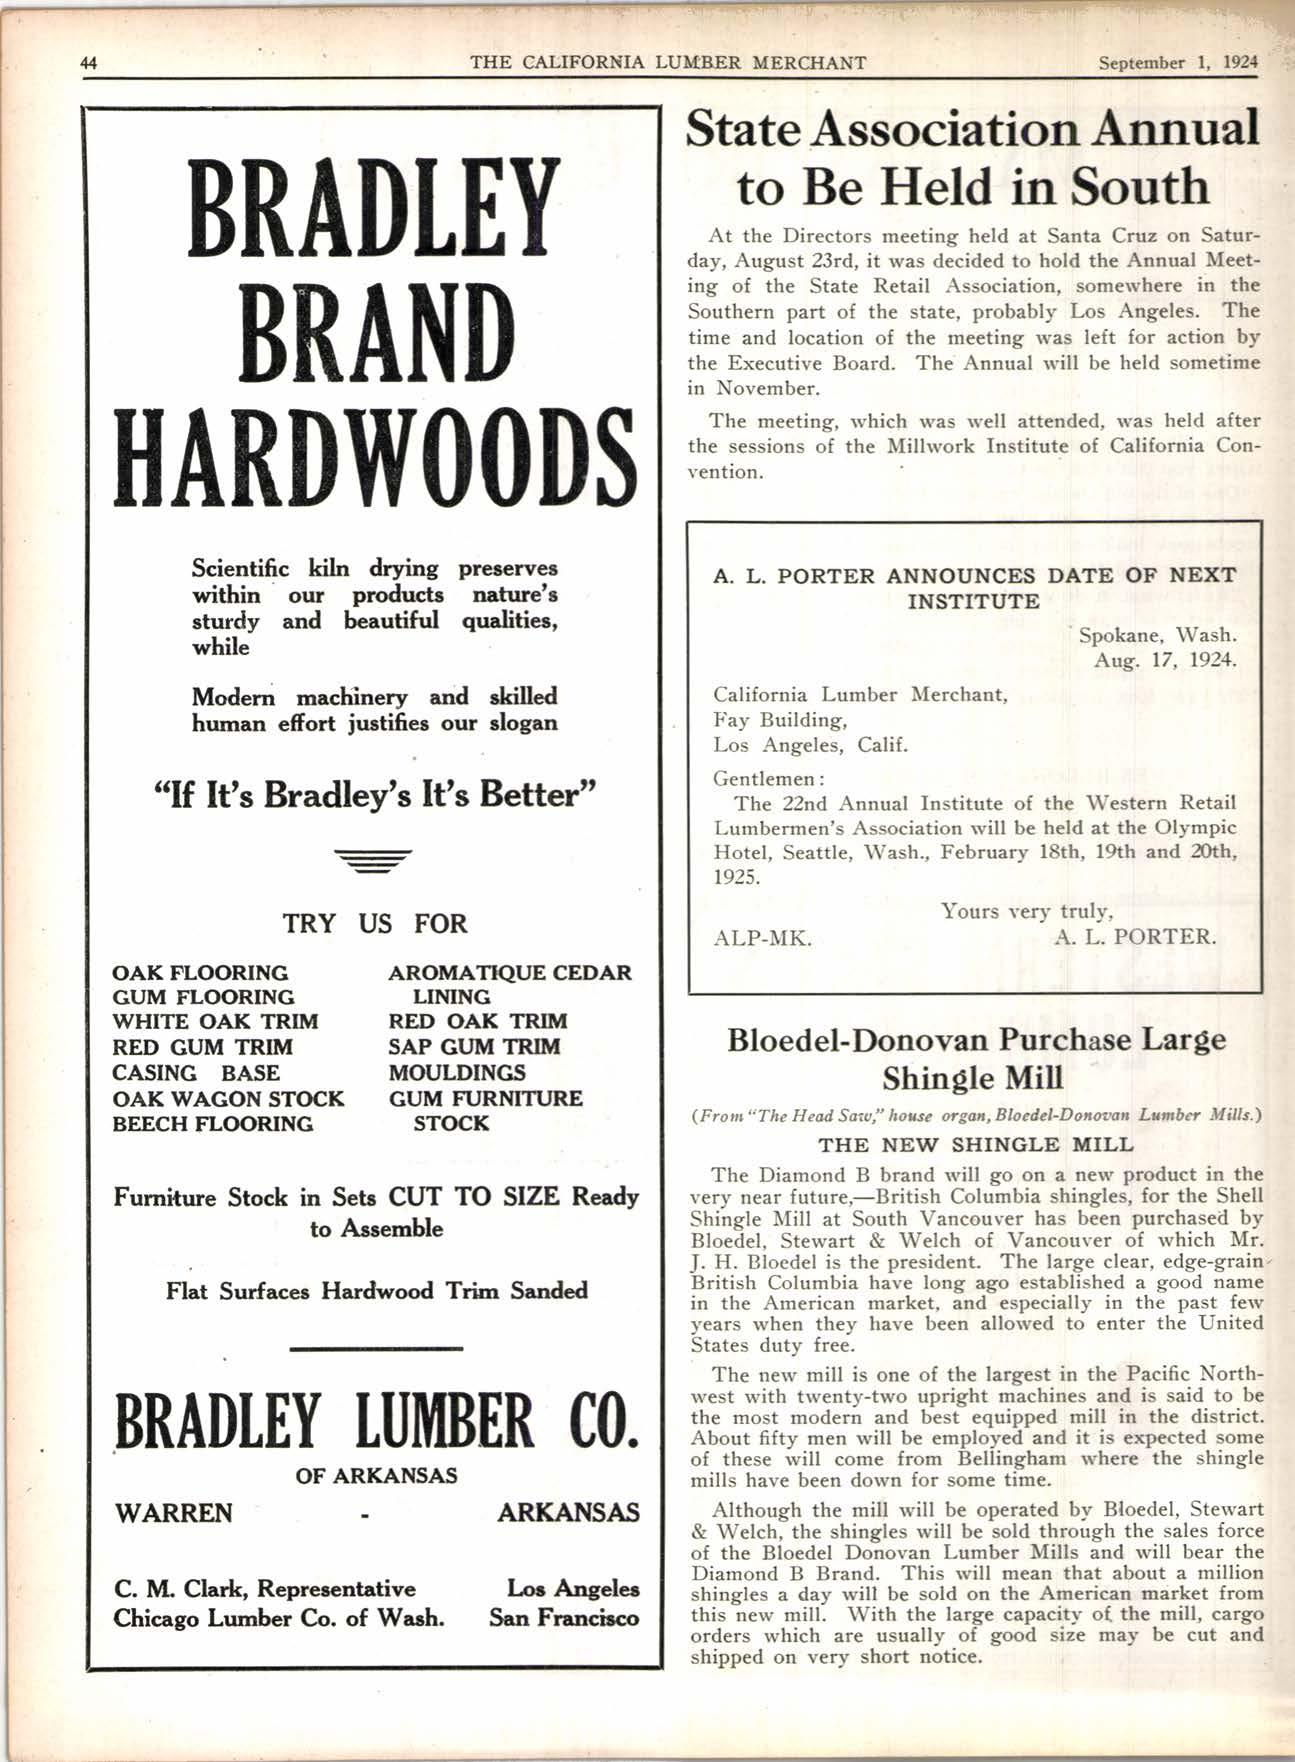 44
THE CALIFORNIA LUMBER MERCHANT
September 1, 1924
BRADLEY
BRAND
HARDWOODS
Scientific kiln drying preserves
within our products nature's
sturdy and beautiful qualities,
while
Modern machinery and skilled
human effort justifies our slogan
"If It's Bradley's It's Better"
TRY US FOR
OAK FLOORING
GUM FLOORING
WHITE OAK TRIM
RED GUM TRIM
CASING BASE
OAK WAGON STOCK
BEECH FLOORING
AROMATIQUE CEDAR
LINING
RED OAK TRIM
SAP GUM TRIM
MOULDINGS
GUM FURNITURE
STOCK
Furniture Stock in Sets CUT TO SIZE Ready
to Assemble
Flat Surfaces Hardwood Trim Sanded
BRADLEY LUMBER CO.
OF ARKANSAS
WARREN - ARKANSAS
C. M. Clark, Representative Los Angeles
Chicago Lumber Co. of Wash. San Francisco
State Association Annual
to Be Held in South
At the Directors meeting held at Santa Cruz on Satur-
day, August 23rd, it was decided to hold the Annual Meet-
ing of the State Retail Association, somewhere in the
Southern part of the state, probably Los Angeles. The
time and location of the meeting was left for action by
the Executive Board. The Annual will be held sometime
in November.
The meeting, which was well attended, was held after
the sessions of the Millwork Institute of California Con-
vention.
A. L. PORTER ANNOUNCES DATE OF NEXT
INSTITUTE
Spokane, Wash.
Aug. 17, 1924.
California Lumber Merchant,
Fay Building,
Los Angeles, Calif.
Gentlemen:
The 22nd Annual Institute of the Western Retail
Lumbermen's Association will be held at the Olympic
Hotel, Seattle, Wash., February 18th, 19th and 20th,
1925.
Yours very truly,
ALP-MK. A. L. PORTER.
Bloedel-Donovan Purchase Large
Shingle Mill
(From "The Head Saw," house organ, Bloedel-Donovan Lumber Mills.)
THE NEW SHINGLE MILL
The Diamond B brand will go on a new product in the
very near future,—British Columbia shingles, for the Shell
Shingle Mill at South Vancouver has been purchased by
Bloedel, Stewart & Welch of Vancouver of which Mr.
J. H. Bloedel is the president. The large clear, edge-grain
British Columbia have long ago established a good name
in the American market, and especially in the past few
years when they have been allowed to enter the United
States duty free.
The new mill is one of the largest in the Pacific North-
west with twenty-two upright machines and is said to be
the most modern and best equipped mill in the district.
About fifty men will be employed and it is expected some
of these will come from Bellingham where the shingle
mills have been down for some time.
Although the mill will be operated by Bloedel, Stewart
& Welch, the shingles will be sold through the sales force
of the Bloedel Donovan Lumber Mills and will bear the
Diamond B Brand. This will mean that about a million
shingles a day will be sold on the American market from
this new mill. With the large capacity of the mill, cargo
orders which are usually of good size may be cut and
shipped on very short notice.